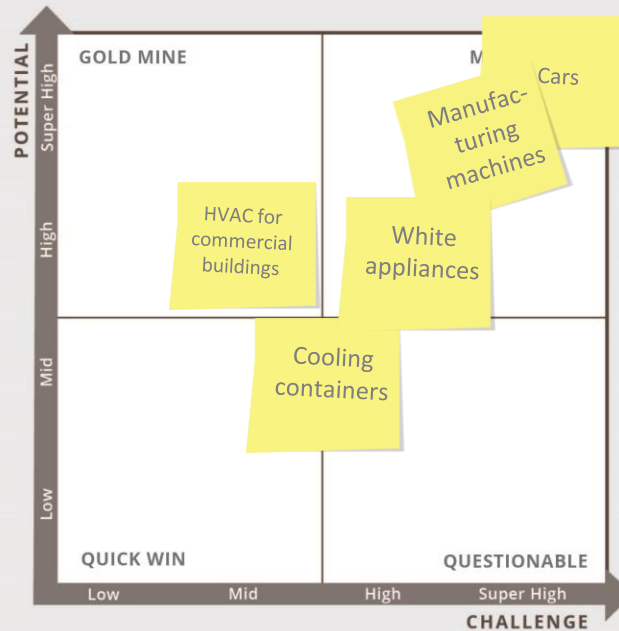 POTENTIAL
Super High
High
Mid
Low
GOLD MINE
M
Cars
Manufac-
turing
machines
HVAC for
commercial
buildings
White
appliances
Cooling
containers
QUICK WIN
QUESTIONABLE
Low
Mid
High
Super High
CHALLENGE